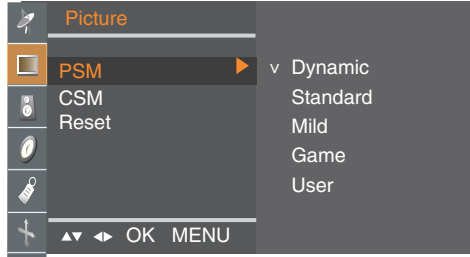 Picture
PSM
CSM
Reset
v Dynamic
Standard
Mild
Game
User
▲▼ ◀▶ OK MENU